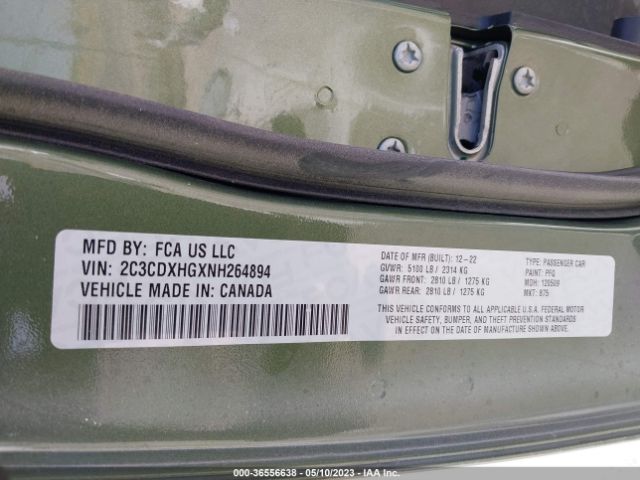 MFD BY: FCA US LLC
VIN: 2C3CDXHGXNH264894
VEHICLE MADE IN: CANADA
DATE OF MFR (BUILT): 12-22
GVWR: 5100 LB / 2314 KG
GAWR FRONT: 2810 LB / 1275 KG
GAWR REAR: 2810 LB / 1275 KG
TYPE: PASSENGER CAR
PAINT: PFQ
MDH: 120509
MKT: B75
THIS VEHICLE CONFORMS TO ALL APPLICABLE U.S.A. FEDERAL MOTOR
VEHICLE SAFETY, BUMPER, AND THEFT PREVENTION STANDARDS
IN EFFECT ON THE DATE OF MANUFACTURE SHOWN ABOVE.
000-36556638 - 05/10/2023 - IAA Inc.